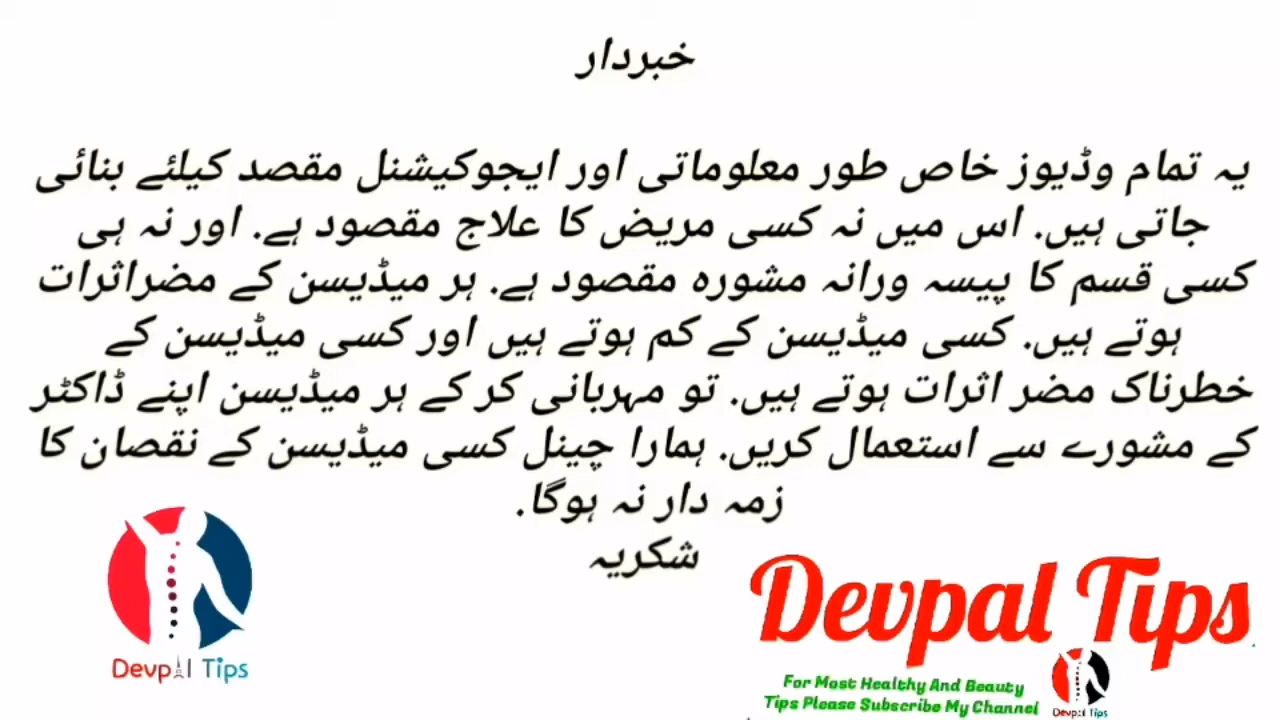 خبردار
یہ تمام وڈیوز خاص طور معلوماتی اور ایجوکیشنل مقصد کیلئے بنائی
جاتی ہیں. اس میں نہ کسی مریض کا علاج مقصود ہے. اور نہ ہی
کسی قسم کا پیسہ ورانہ مشورہ مقصود ہے. ہر میڈیسن کے مضراثرات
ہوتے ہیں. کسی میڈیسن کے کم ہوتے ہیں اور کسی میڈیسن کے
خطرناک مضر اثرات ہوتے ہیں. تو مہربانی کر کے ہر میڈیسن اپنے ڈاکٹر
کے مشورے سے استعمال کریں. ہمارا چینل کسی میڈیسن کے نقصان کا
زمہ دار نہ ہوگا.
شکریہ
Devpal Tips
Devpal Tips
For Most Healthy And Beauty
Tips Please Subscribe My Channel
Devpal Tips